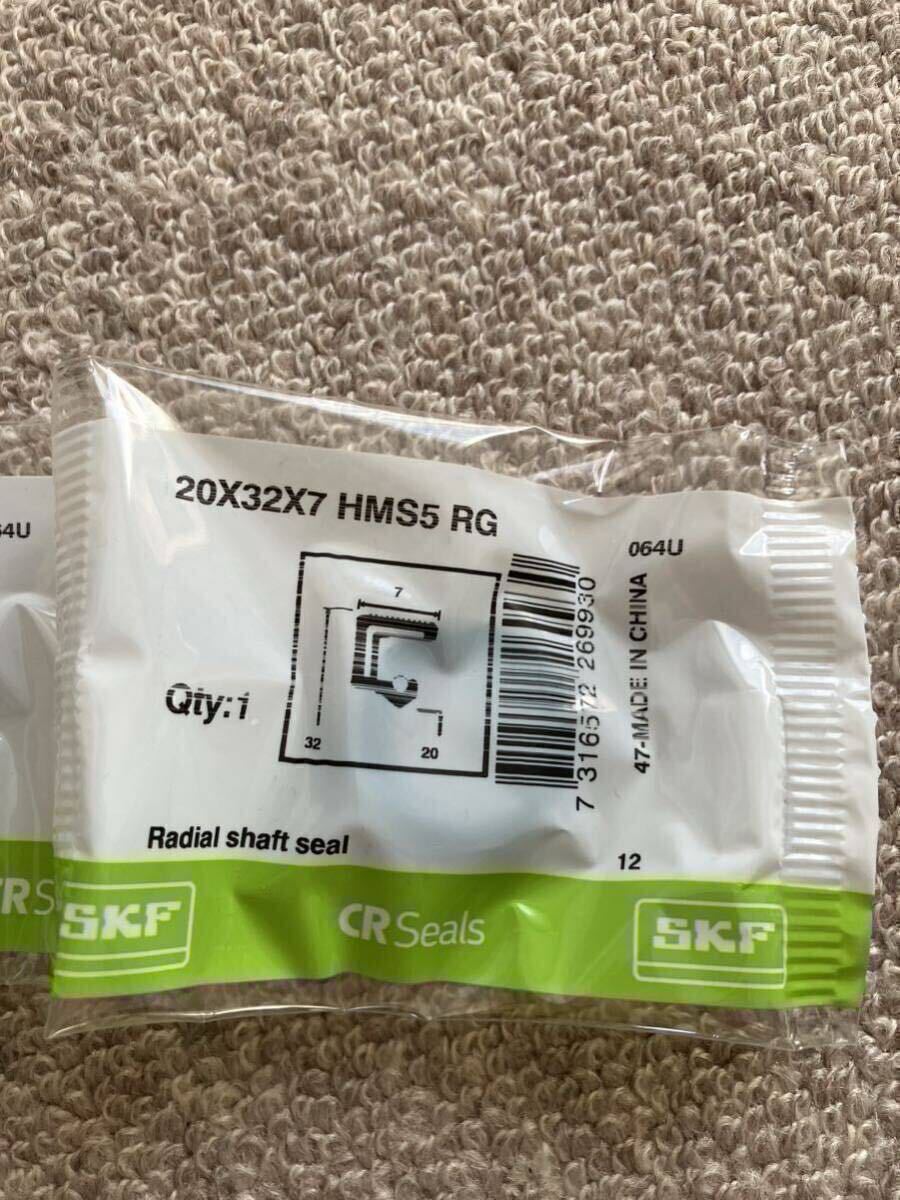 20X32X7 HMS5 RG
064U
7
32
20
Qty:1
7 316572 269930
47-MADE IN CHINA
Radial shaft seal
12
SKF
CR Seals
SKF
64U
RS